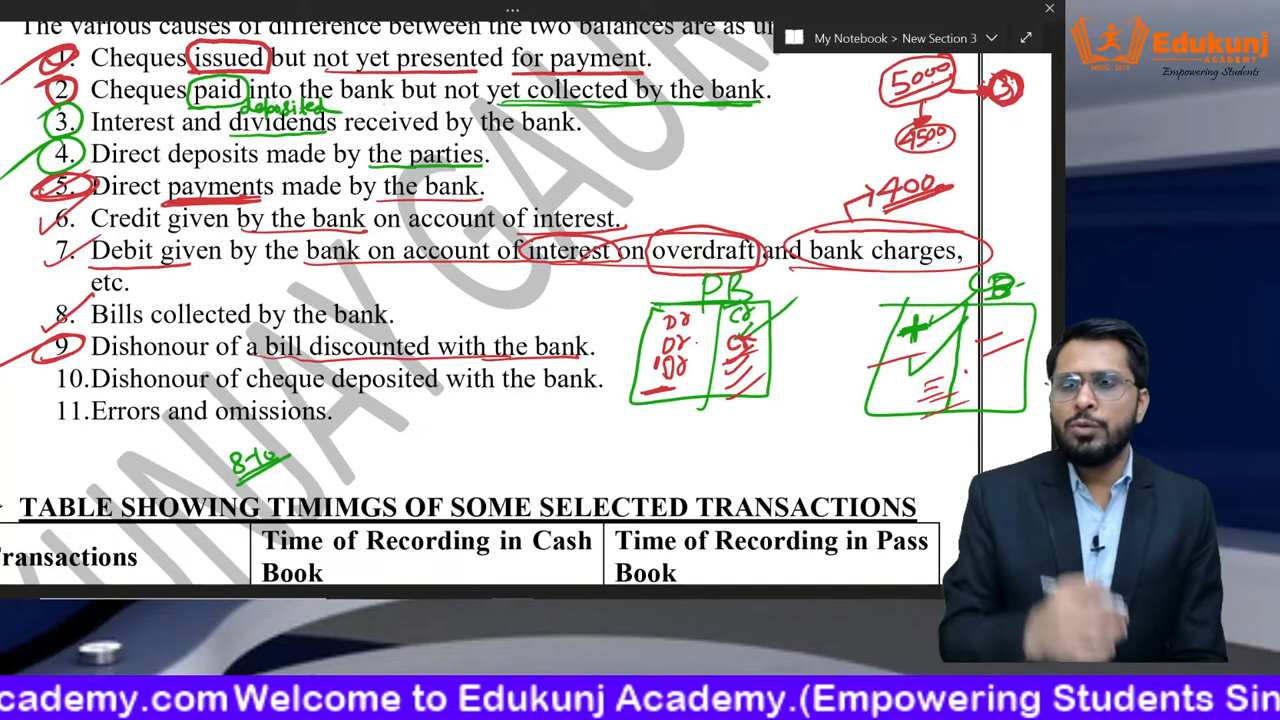 The various causes of difference between the two balances are as un
My Notebook > New Section 3
Edukunj
ACADEMY
SINCE-2014
Empowering Students
1. Cheques issued but not yet presented for payment.
5000
3
2. Cheques paid into the bank but not yet collected by the bank.
deposited
3. Interest and dividends received by the bank.
4500
4. Direct deposits made by the parties.
5. Direct payments made by the bank.
400
6. Credit given by the bank on account of interest.
7. Debit given by the bank on account of interest on overdraft and bank charges,
etc.
PB
CB
8. Bills collected by the bank.
Dr Cr
+
9. Dishonour of a bill discounted with the bank.
Dr Cr
10. Dishonour of cheque deposited with the bank.
Dr
11. Errors and omissions.
TABLE SHOWING TIMIMGS OF SOME SELECTED TRANSACTIONS
ransactions
Time of Recording in Cash Book
Time of Recording in Pass Book
KUNJAY GAUR
cademy.com Welcome to Edukunj Academy.(Empowering Students Sin